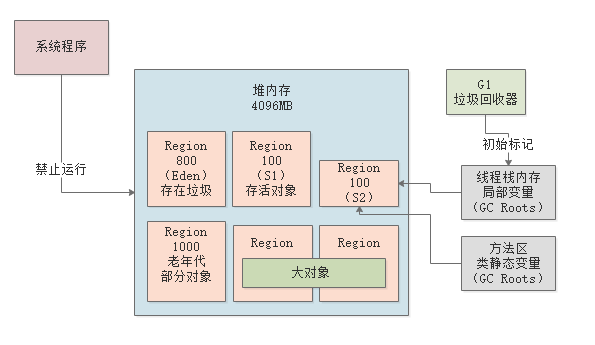 系统程序
禁止运行
堆内存
4096MB
Region
800
（Eden）
存在垃圾
Region
100
（S1）
存活对象
Region
100
（S2）
Region
1000
老年代
部分对象
Region
Region
大对象
G1
垃圾回收器
初始标记
线程栈内存
局部变量
（GC Roots）
方法区
类静态变量
（GC Roots）